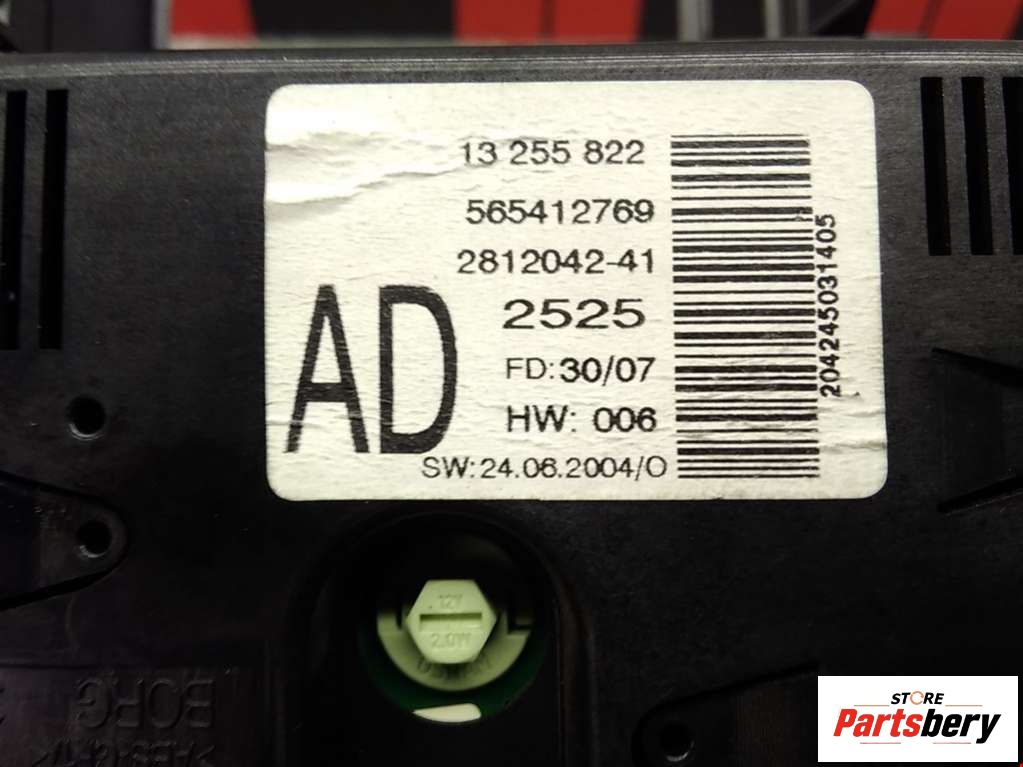 13 255 822
565412769
2812042-41
AD
2525
FD: 30/07
HW: 006
SW: 24.06.2004/O
204245031405
12V
2.0W
BORG
STORE
Partsbery